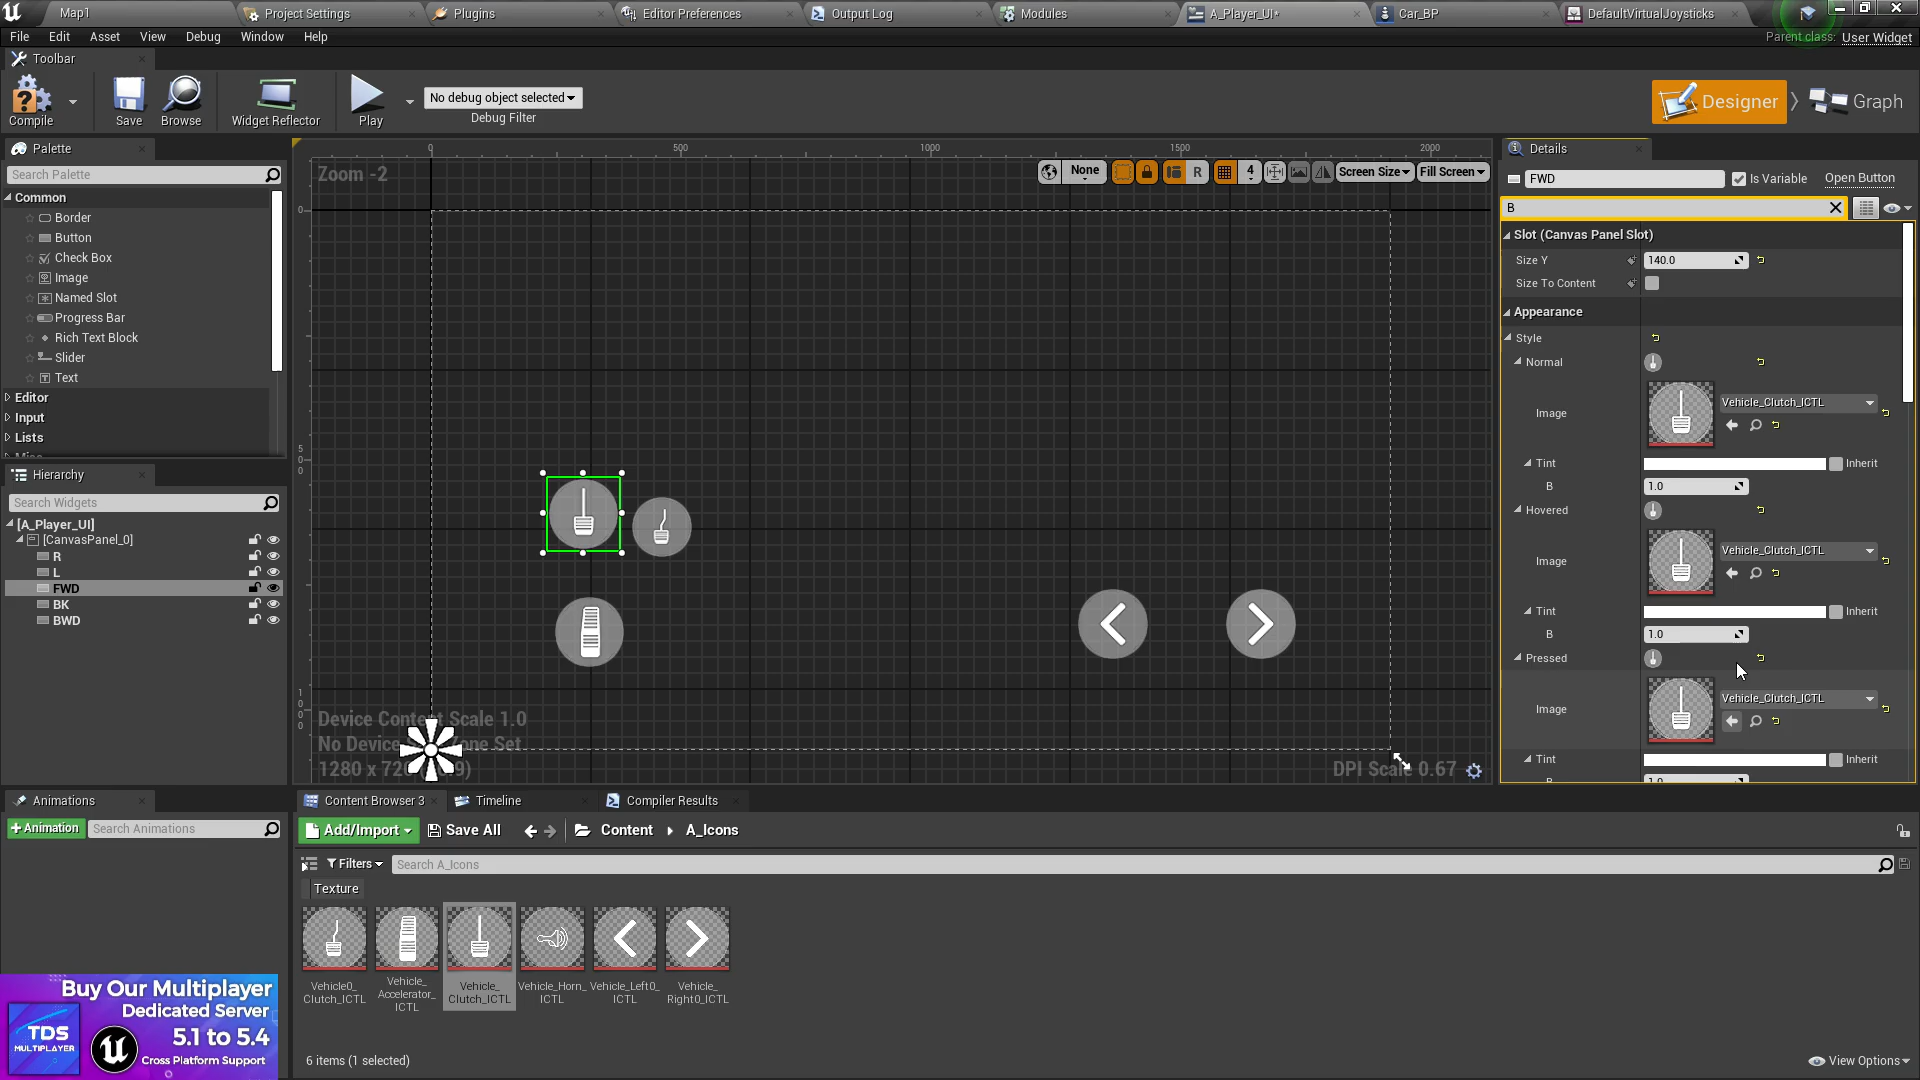 Map1
Project Settings
Plugins
Editor Preferences
Output Log
Modules
A_Player_UI*
Car_BP
DefaultVirtualJoysticks
File Edit Asset View Debug Window Help
Parent class: User Widget
Toolbar
Compile
Save
Browse
Widget Reflector
Play
No debug object selected
Debug Filter
Designer
Graph
Palette
Search Palette
Common
Border
Button
Check Box
Image
Named Slot
Progress Bar
Rich Text Block
Slider
Text
Editor
Input
Lists
Hierarchy
Search Widgets
[A_Player_UI]
[CanvasPanel_0]
R
L
FWD
BK
BWD
0 500 1000 1500 2000
Zoom -2
None
R
4
Screen Size
Fill Screen
0
500
1000
Device Content Scale 1.0
No Device
Zone Set
1280 x 720
DPI Scale 0.67
Details
FWD
Is Variable
Open Button
B
Slot (Canvas Panel Slot)
Size Y 140.0
Size To Content
Appearance
Style
Normal
Image Vehicle_Clutch_ICTL
Tint Inherit
B 1.0
Hovered
Image Vehicle_Clutch_ICTL
Tint Inherit
B 1.0
Pressed
Image Vehicle_Clutch_ICTL
Tint Inherit
Animations
+Animation
Search Animations
Content Browser 3
Timeline
Compiler Results
Add/Import
Save All
Content
A_Icons
Filters
Search A_Icons
Texture
Vehicle0_
Clutch_ICTL
Vehicle_
Accelerator_
ICTL
Vehicle_
Clutch_ICTL
Vehicle_Horn_
ICTL
Vehicle_Left0_
ICTL
Vehicle_
Right0_ICTL
6 items (1 selected)
View Options
Buy Our Multiplayer
Dedicated Server
5.1 to 5.4
Cross Platform Support
TDS
MULTIPLAYER